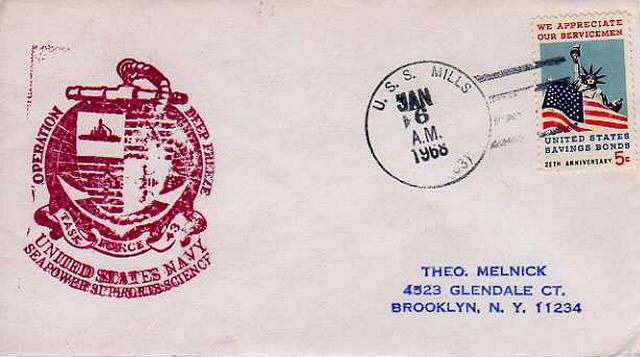 OPERATION DEEP FREEZE
TASK FORCE 43
UNITED STATES NAVY
SEAPOWER SUPPORTS SCIENCE
U. S. S. MILLS
JAN
6
A.M.
1968
WE APPRECIATE
OUR SERVICEMEN
UNITED STATES
SAVINGS BONDS
25TH ANNIVERSARY 5c
THEO. MELNICK
4523 GLENDALE CT.
BROOKLYN, N. Y. 11234